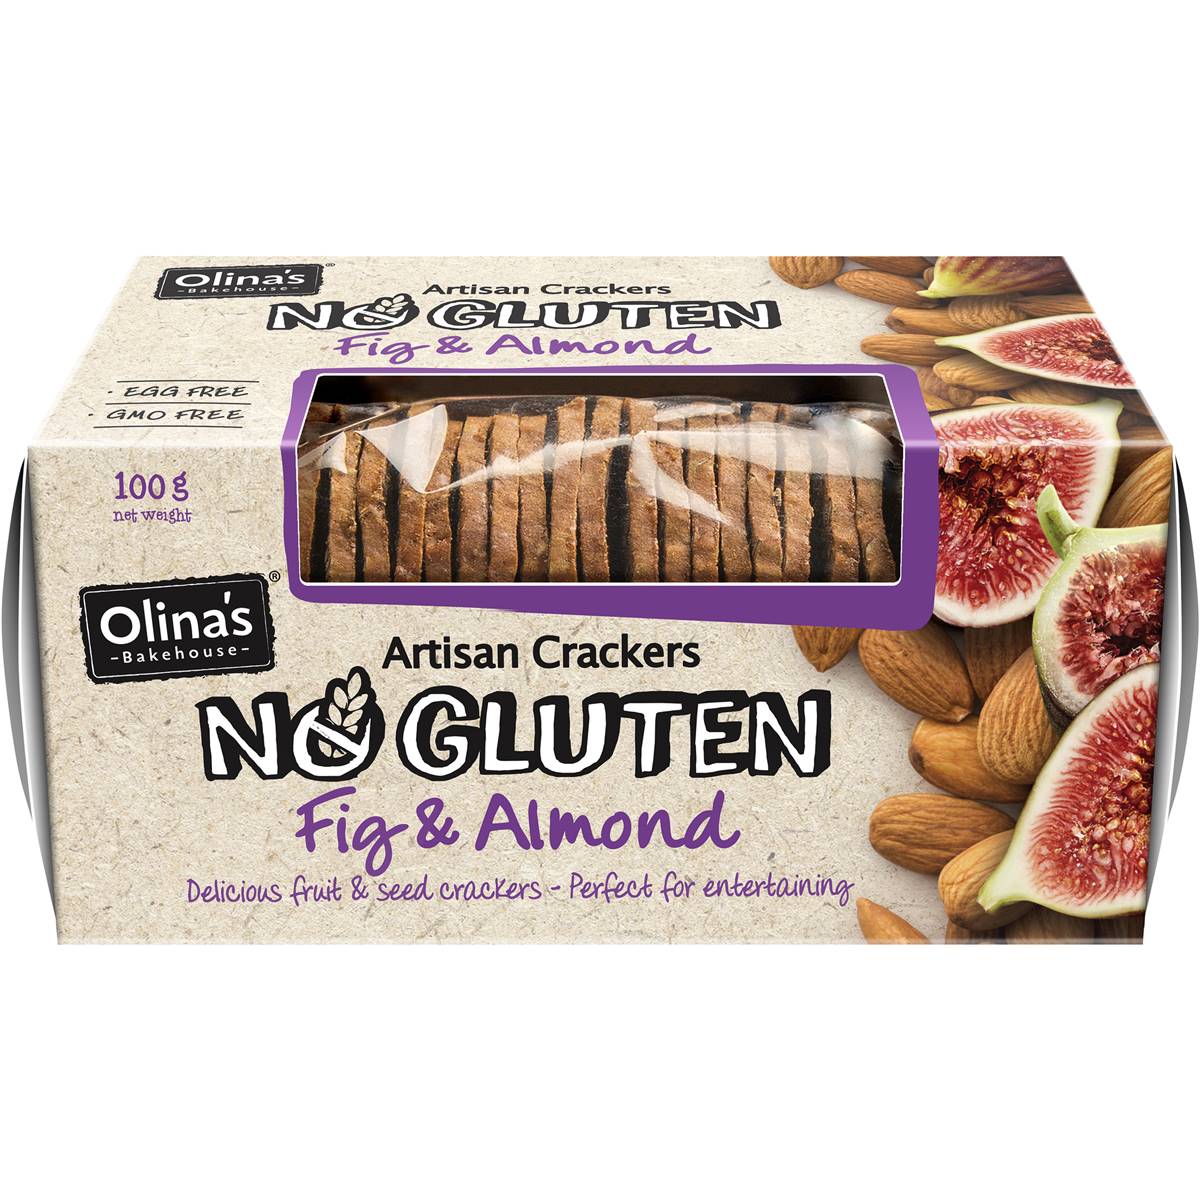 Olina's
-Bakehouse-
®
Artisan Crackers
NO GLUTEN
Fig & Almond
· EGG FREE
· GMO FREE
100 g
net weight
Olina's
-Bakehouse-
®
Artisan Crackers
NO GLUTEN
Fig & Almond
Delicious fruit & seed crackers - Perfect for entertaining